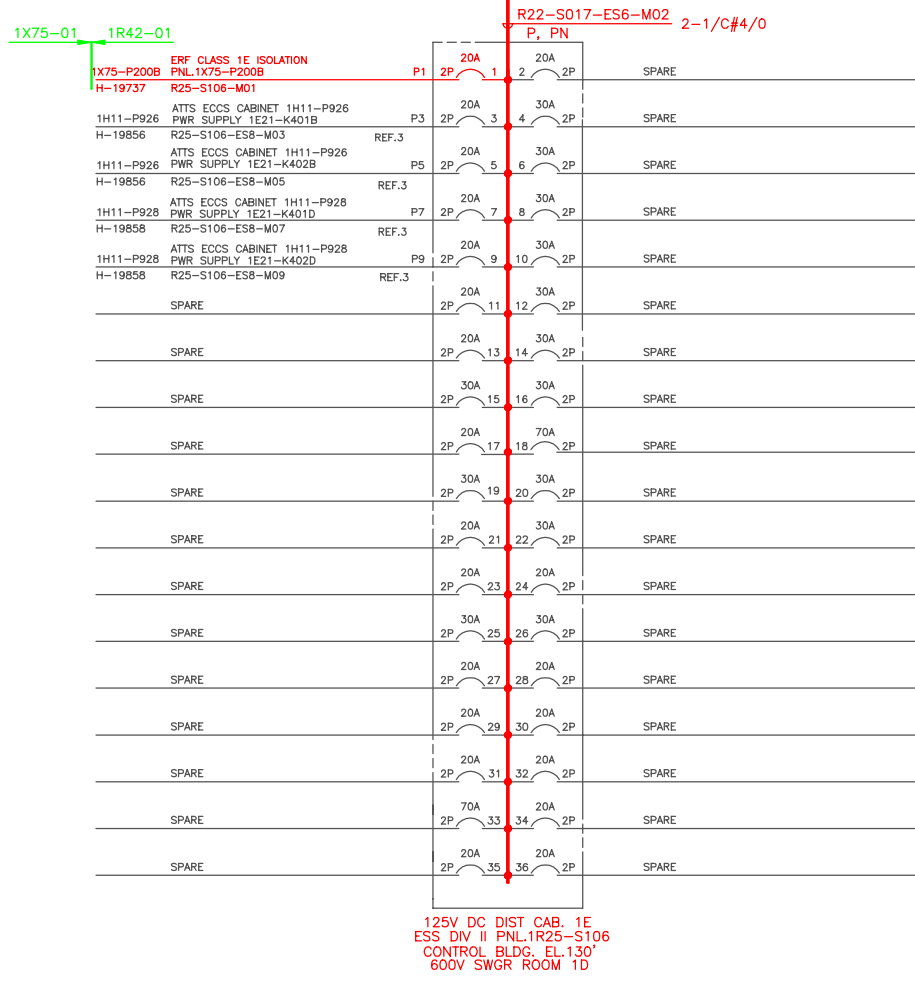 R22-S017-ES6-M02
2-1/C#4/0
P, PN
1X75-01 1R42-01
ERF CLASS 1E ISOLATION
1X75-P200B PNL.1X75-P200B P1 2P 20A 1 2 20A 2P SPARE
H-19737 R25-S106-M01
ATTS ECCS CABINET 1H11-P926
1H11-P926 PWR SUPPLY 1E21-K401B P3 2P 20A 3 4 30A 2P SPARE
H-19856 R25-S106-ES8-M03 REF.3
ATTS ECCS CABINET 1H11-P926
1H11-P926 PWR SUPPLY 1E21-K402B P5 2P 20A 5 6 30A 2P SPARE
H-19856 R25-S106-ES8-M05 REF.3
ATTS ECCS CABINET 1H11-P928
1H11-P928 PWR SUPPLY 1E21-K401D P7 2P 20A 7 8 30A 2P SPARE
H-19858 R25-S106-ES8-M07 REF.3
ATTS ECCS CABINET 1H11-P928
1H11-P928 PWR SUPPLY 1E21-K402D P9 2P 20A 9 10 30A 2P SPARE
H-19858 R25-S106-ES8-M09 REF.3
SPARE 2P 20A 11 12 30A 2P SPARE
SPARE 2P 20A 13 14 30A 2P SPARE
SPARE 2P 30A 15 16 30A 2P SPARE
SPARE 2P 20A 17 18 70A 2P SPARE
SPARE 2P 30A 19 20 30A 2P SPARE
SPARE 2P 20A 21 22 30A 2P SPARE
SPARE 2P 20A 23 24 20A 2P SPARE
SPARE 2P 30A 25 26 30A 2P SPARE
SPARE 2P 20A 27 28 20A 2P SPARE
SPARE 2P 20A 29 30 20A 2P SPARE
SPARE 2P 20A 31 32 20A 2P SPARE
SPARE 2P 70A 33 34 20A 2P SPARE
SPARE 2P 20A 35 36 20A 2P SPARE
125V DC DIST CAB. 1E
ESS DIV II PNL.1R25-S106
CONTROL BLDG. EL.130'
600V SWGR ROOM 1D